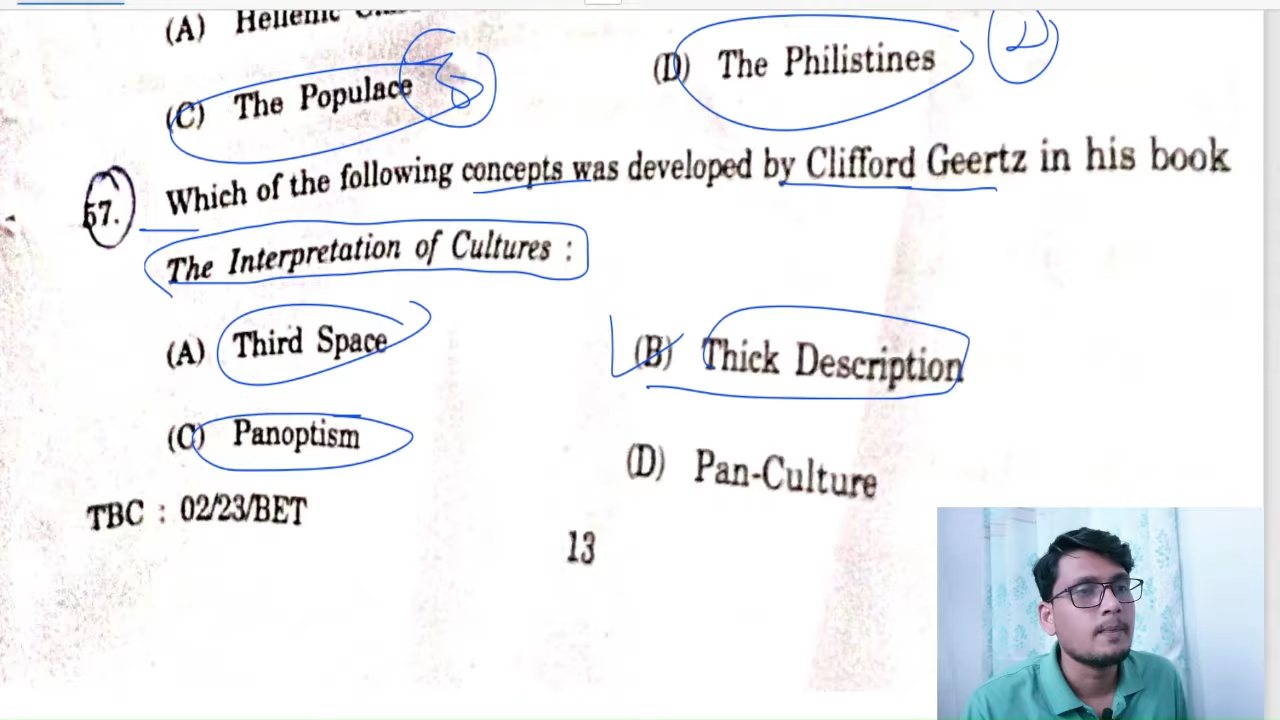 (A) Hellenic
(D) The Philistines D
(C) The Populace
57. Which of the following concepts was developed by Clifford Geertz in his book
The Interpretation of Cultures :
(A) Third Space (B) Thick Description
(C) Panoptism (D) Pan-Culture
TBC : 02/23/BET
13